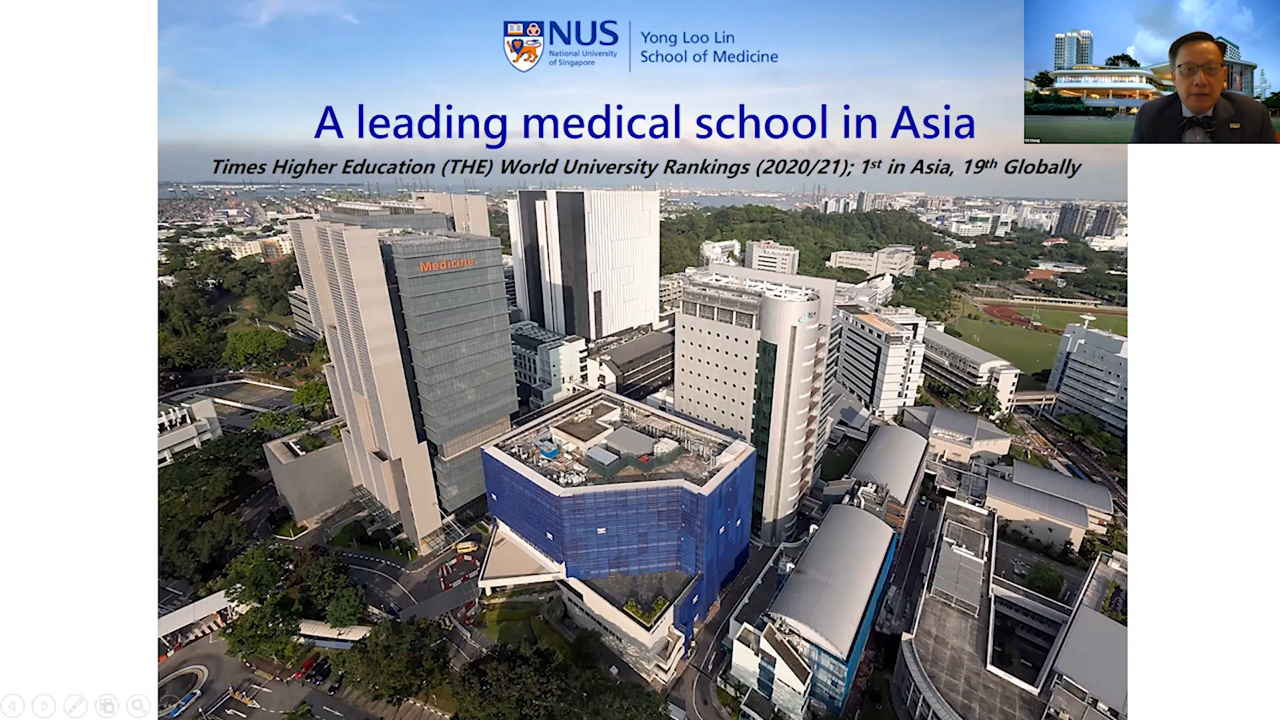 NUS
National University
of Singapore
Yong Loo Lin
School of Medicine
A leading medical school in Asia
Times Higher Education (THE) World University Rankings (2020/21); 1st in Asia, 19th Globally
Medicine